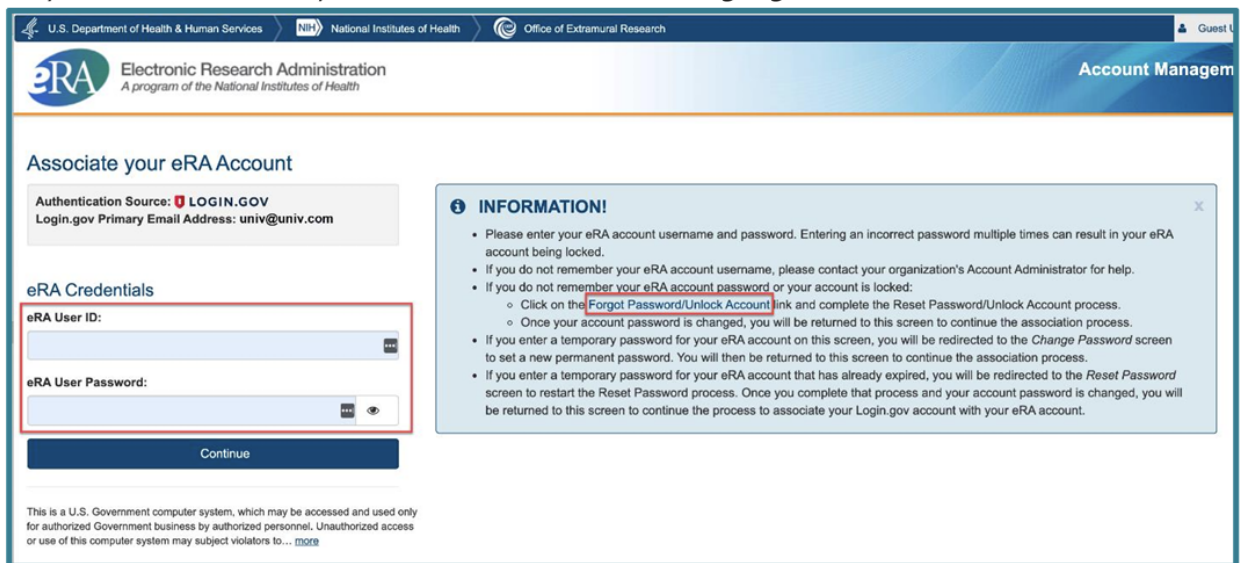 U.S. Department of Health & Human Services NIH National Institutes of Health Office of Extramural Research Guest
eRA Electronic Research Administration
A program of the National Institutes of Health
Account Managem
Associate your eRA Account
Authentication Source: LOGIN.GOV
Login.gov Primary Email Address: univ@univ.com
eRA Credentials
eRA User ID:
eRA User Password:
Continue
This is a U.S. Government computer system, which may be accessed and used only
for authorized Government business by authorized personnel. Unauthorized access
or use of this computer system may subject violators to... more
INFORMATION! X
• Please enter your eRA account username and password. Entering an incorrect password multiple times can result in your eRA
account being locked.
• If you do not remember your eRA account username, please contact your organization's Account Administrator for help.
• If you do not remember your eRA account password or your account is locked:
Click on the Forgot Password/Unlock Account link and complete the Reset Password/Unlock Account process.
Once your account password is changed, you will be returned to this screen to continue the association process.
• If you enter a temporary password for your eRA account on this screen, you will be redirected to the Change Password screen
to set a new permanent password. You will then be returned to this screen to continue the association process.
• If you enter a temporary password for your eRA account that has already expired, you will be redirected to the Reset Password
screen to restart the Reset Password process. Once you complete that process and your account password is changed, you will
be returned to this screen to continue the process to associate your Login.gov account with your eRA account.